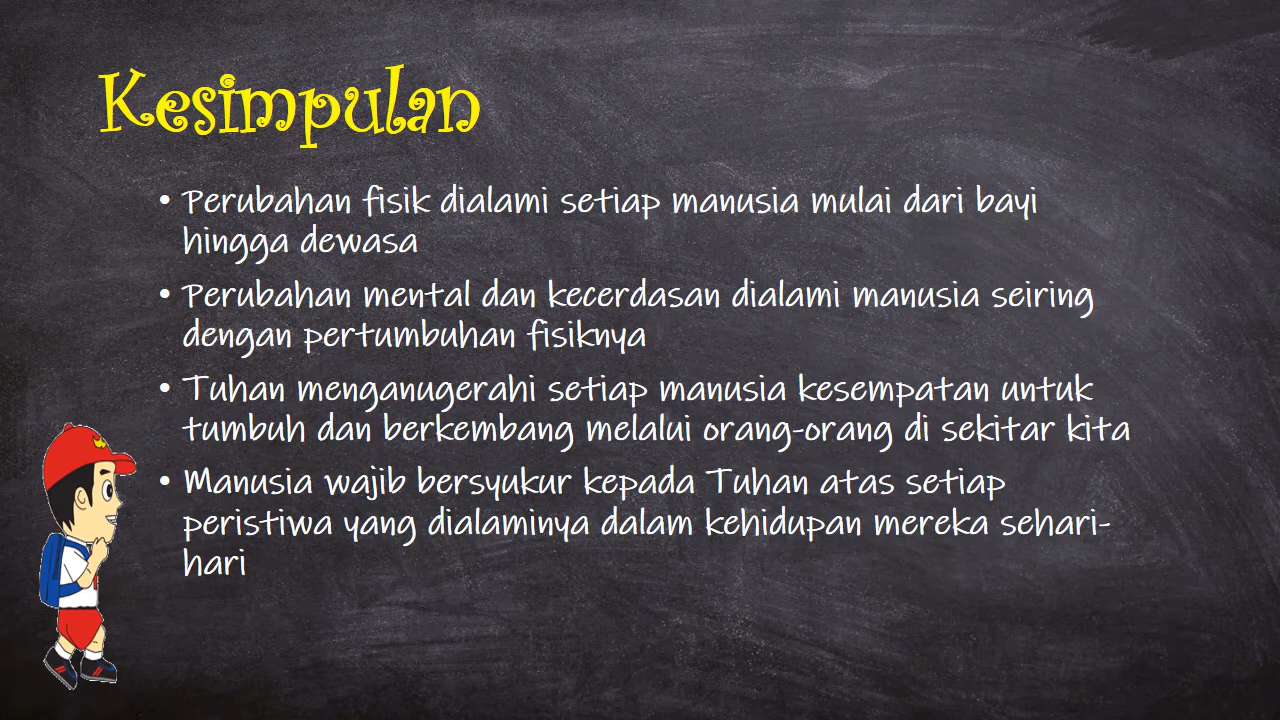 Kesimpulan
• Perubahan fisik dialami setiap manusia mulai dari bayi
hingga dewasa
• Perubahan mental dan kecerdasan dialami manusia seiring
dengan pertumbuhan fisiknya
• Tuhan menganugerahi setiap manusia kesempatan untuk
tumbuh dan berkembang melalui orang-orang di sekitar kita
• Manusia wajib bersyukur kepada Tuhan atas setiap
peristiwa yang dialaminya dalam kehidupan mereka sehari-
hari